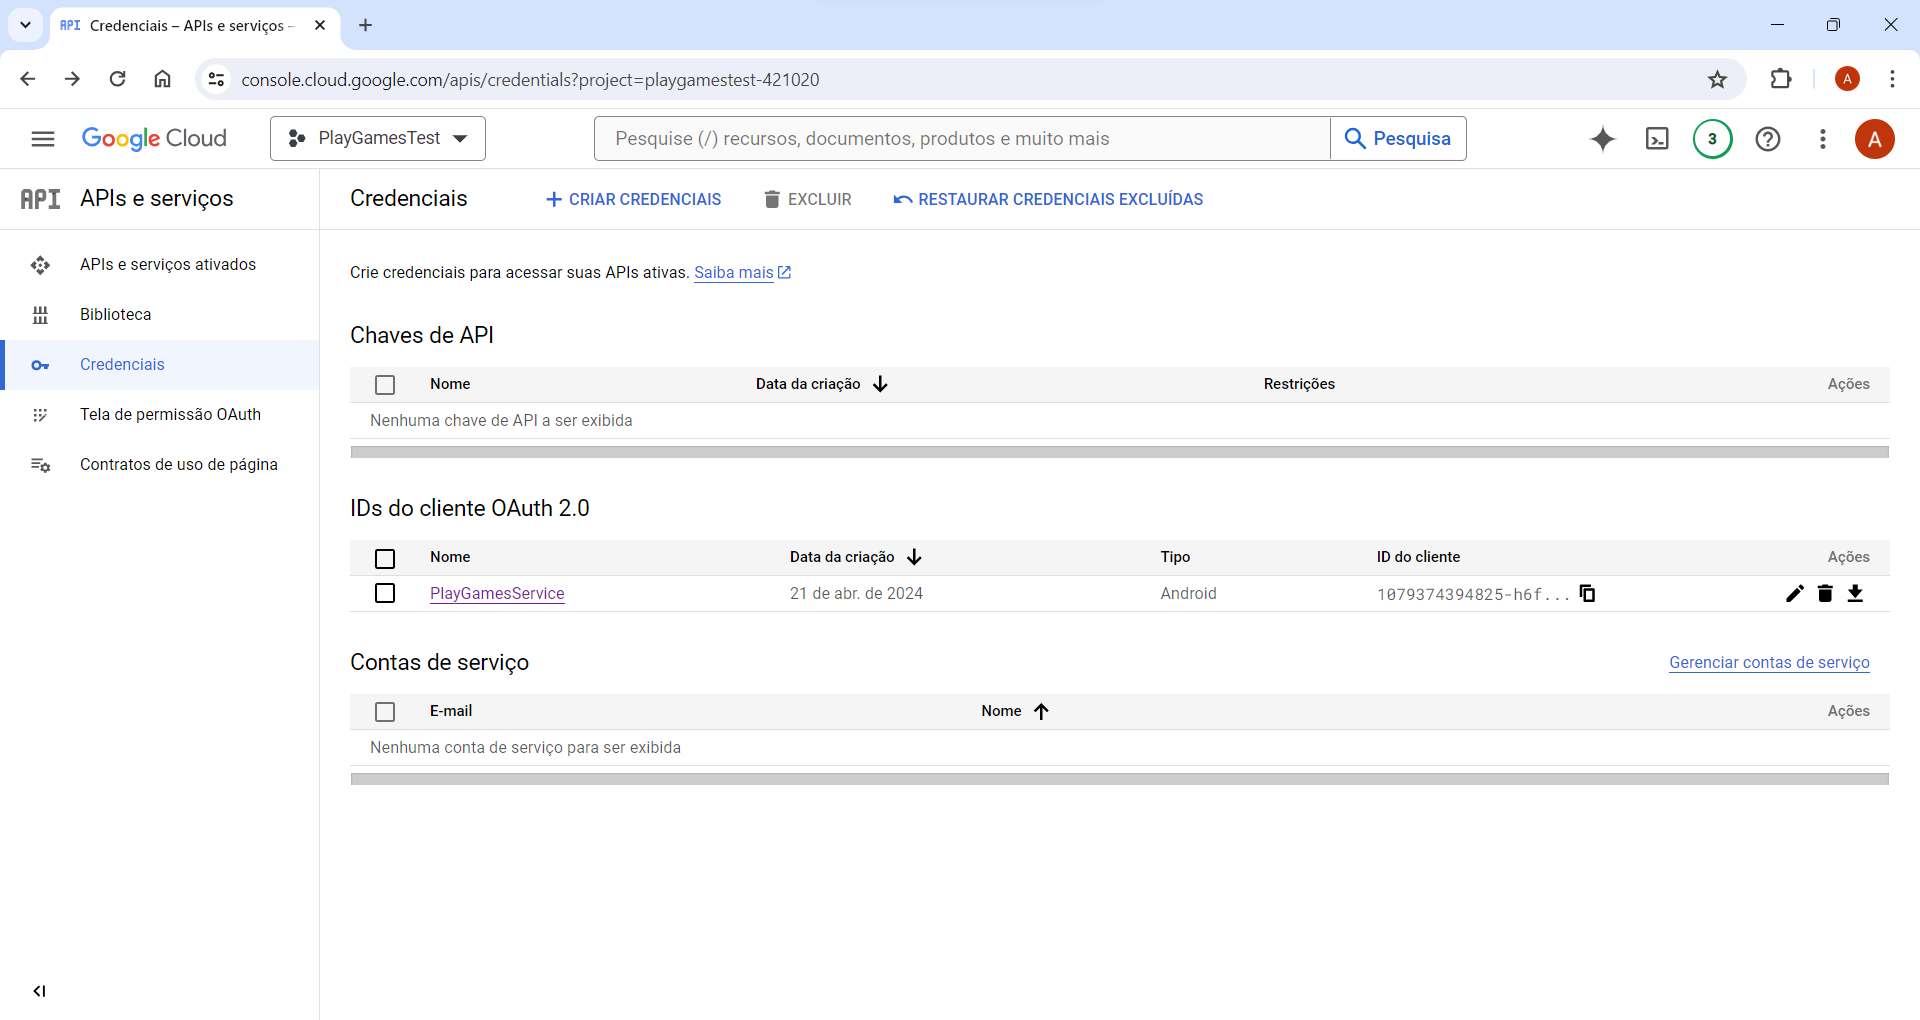 API Credenciais – APIs e serviços –
console.cloud.google.com/apis/credentials?project=playgamestest-421020
A
Google Cloud
PlayGamesTest
Pesquise (/) recursos, documentos, produtos e muito mais
Pesquisa
3
A
API APIs e serviços
Credenciais
CRIAR CREDENCIAIS
EXCLUIR
RESTAURAR CREDENCIAIS EXCLUÍDAS
APIs e serviços ativados
Biblioteca
Credenciais
Tela de permissão OAuth
Contratos de uso de página
Crie credenciais para acessar suas APIs ativas. Saiba mais
Chaves de API
Nome Data da criação Restrições Ações
Nenhuma chave de API a ser exibida
IDs do cliente OAuth 2.0
Nome Data da criação Tipo ID do cliente Ações
PlayGamesService 21 de abr. de 2024 Android 1079374394825-h6f...
Contas de serviço
Gerenciar contas de serviço
E-mail Nome Ações
Nenhuma conta de serviço para ser exibida